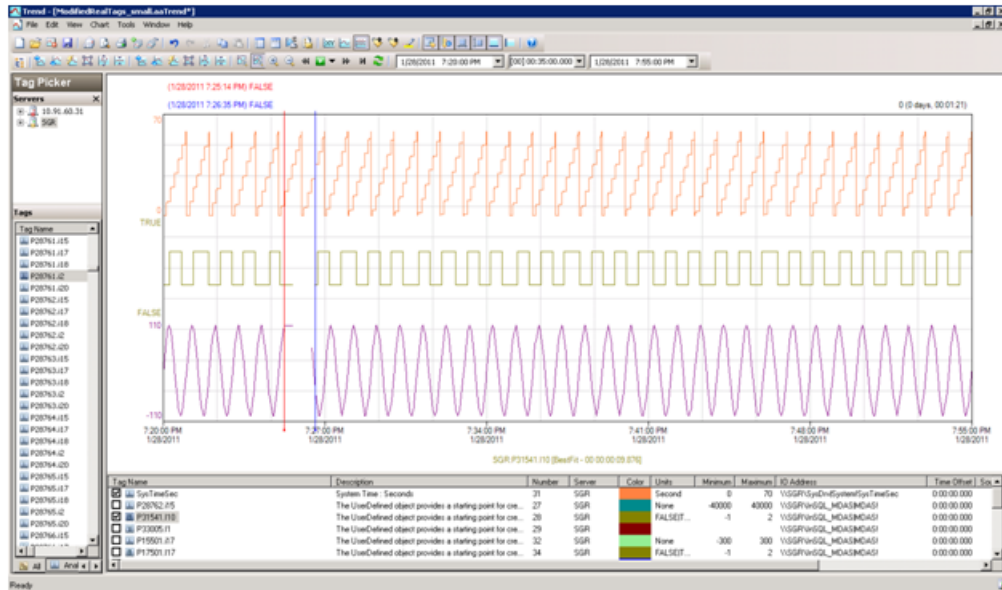 Trend - [ModifiedRealTags_small.aaTrend*]
File Edit View Chart Tools Window Help
1/28/2011 7:20:00 PM [00] 00:35:00.000 1/28/2011 7:55:00 PM
Tag Picker
Servers X
10.91.60.31
SGR
Tags
Tag Name
P28761.i15
P28761.i17
P28761.i18
P28761.i2
P28761.i20
P28762.i15
P28762.i17
P28762.i18
P28762.i2
P28762.i20
P28763.i15
P28763.i17
P28763.i18
P28763.i2
P28763.i20
P28764.i15
P28764.i17
P28764.i18
P28764.i2
P28764.i20
P28765.i15
P28765.i17
P28765.i18
P28765.i2
P28765.i20
P28766.i15
All Anal
(1/28/2011 7:25:14 PM) FALSE
(1/28/2011 7:26:35 PM) FALSE
0 (0 days, 00:01:21)
70
0
TRUE
FALSE
110
-110
7:20:00 PM 7:27:00 PM 7:34:00 PM 7:41:00 PM 7:48:00 PM 7:55:00 PM
1/28/2011 1/28/2011 1/28/2011 1/28/2011 1/28/2011 1/28/2011
SGR.P31541.I10 [BestFit - 00 00:00:09.876]
Tag Name Description Number Server Color Units Minimum Maximum IO Address Time Offset
SysTimeSec System Time : Seconds 31 SGR Second 0 70 \\SGR\SysDrv|System!SysTimeSec 0:00:00.000
P28762.I15 The UserDefined object provides a starting point for cre... 27 SGR None -40000 40000 \\SGR\InSQL_MDAS|MDAS! 0:00:00.000
P31541.I10 The UserDefined object provides a starting point for cre... 28 SGR FALSE|T... -1 2 \\SGR\InSQL_MDAS|MDAS! 0:00:00.000
P33005.I1 The UserDefined object provides a starting point for cre... 29 SGR \\SGR\InSQL_MDAS|MDAS! 0:00:00.000
P15501.I17 The UserDefined object provides a starting point for cre... 32 SGR None -300 300 \\SGR\InSQL_MDAS|MDAS! 0:00:00.000
P17501.I17 The UserDefined object provides a starting point for cre... 34 SGR FALSE|T... -1 2 \\SGR\InSQL_MDAS|MDAS! 0:00:00.000
Ready